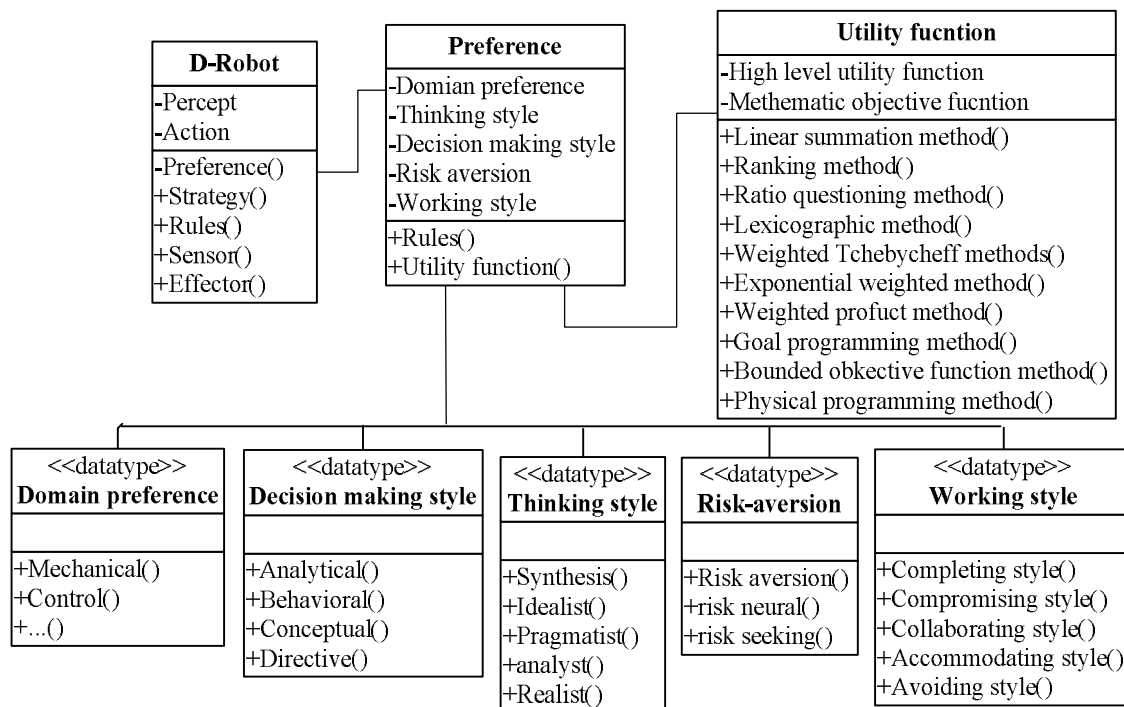 D-Robot
-Percept
-Action
-Preference()
+Strategy()
+Rules()
+Sensor()
+Effector()
Preference
-Domian preference
-Thinking style
-Decision making style
-Risk aversion
-Working style
+Rules()
+Utility function()
Utility fucntion
-High level utility function
-Methematic objective fucntion
+Linear summation method()
+Ranking method()
+Ratio questioning method()
+Lexicographic method()
+Weighted Tchebycheff methods()
+Exponential weighted method()
+Weighted profuct method()
+Goal programming method()
+Bounded obkective function method()
+Physical programming method()
<<datatype>>
Domain preference
+Mechanical()
+Control()
+...()
<<datatype>>
Decision making style
+Analytical()
+Behavioral()
+Conceptual()
+Directive()
<<datatype>>
Thinking style
+Synthesis()
+Idealist()
+Pragmatist()
+analyst()
+Realist()
<<datatype>>
Risk-aversion
+Risk aversion()
+risk neural()
+risk seeking()
<<datatype>>
Working style
+Completing style()
+Compromising style()
+Collaborating style()
+Accommodating style()
+Avoiding style()